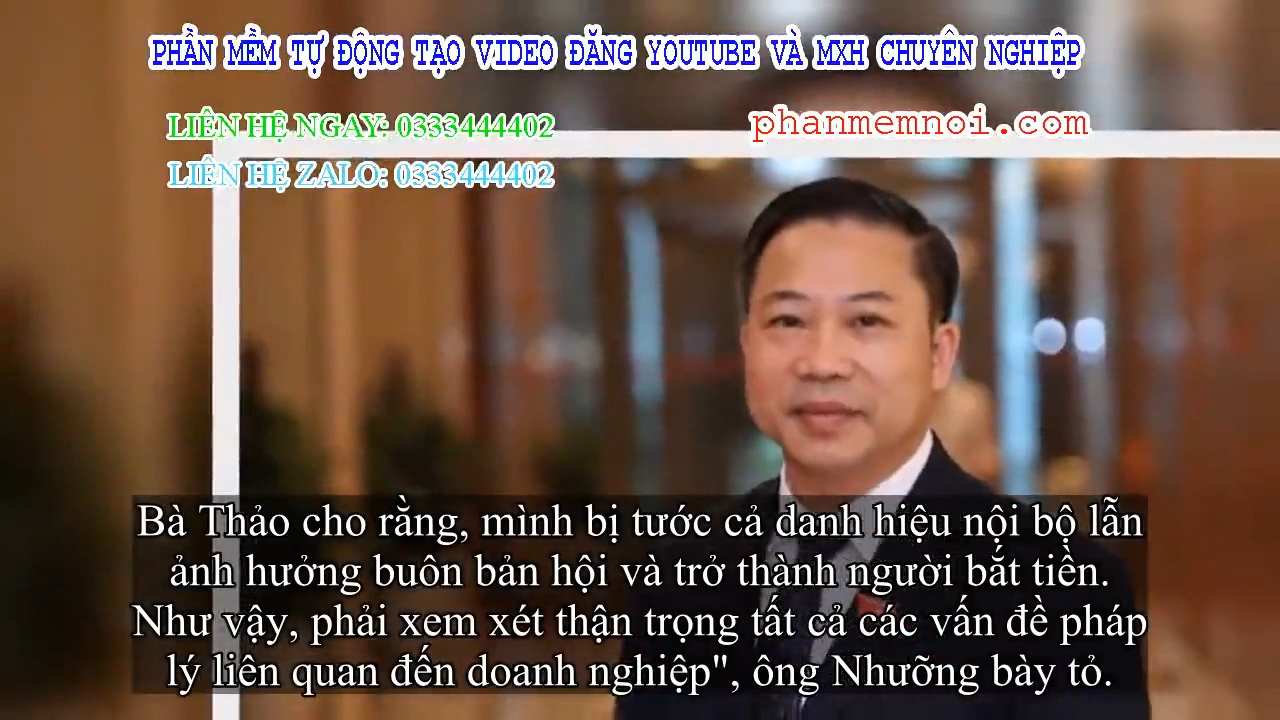 PHẦN MỀM TỰ ĐỘNG TẠO VIDEO ĐĂNG YOUTUBE VÀ MXH CHUYÊN NGHIỆP
LIÊN HỆ NGAY: 0333444402
phanmemnoi.com
LIÊN HỆ ZALO: 0333444402
Bà Thảo cho rằng, mình bị tước cả danh hiệu nội bộ lẫn
ảnh hưởng buôn bản hội và trở thành người bắt tiền.
Như vậy, phải xem xét thận trọng tất cả các vấn đề pháp
lý liên quan đến doanh nghiệp", ông Nhưỡng bày tỏ.